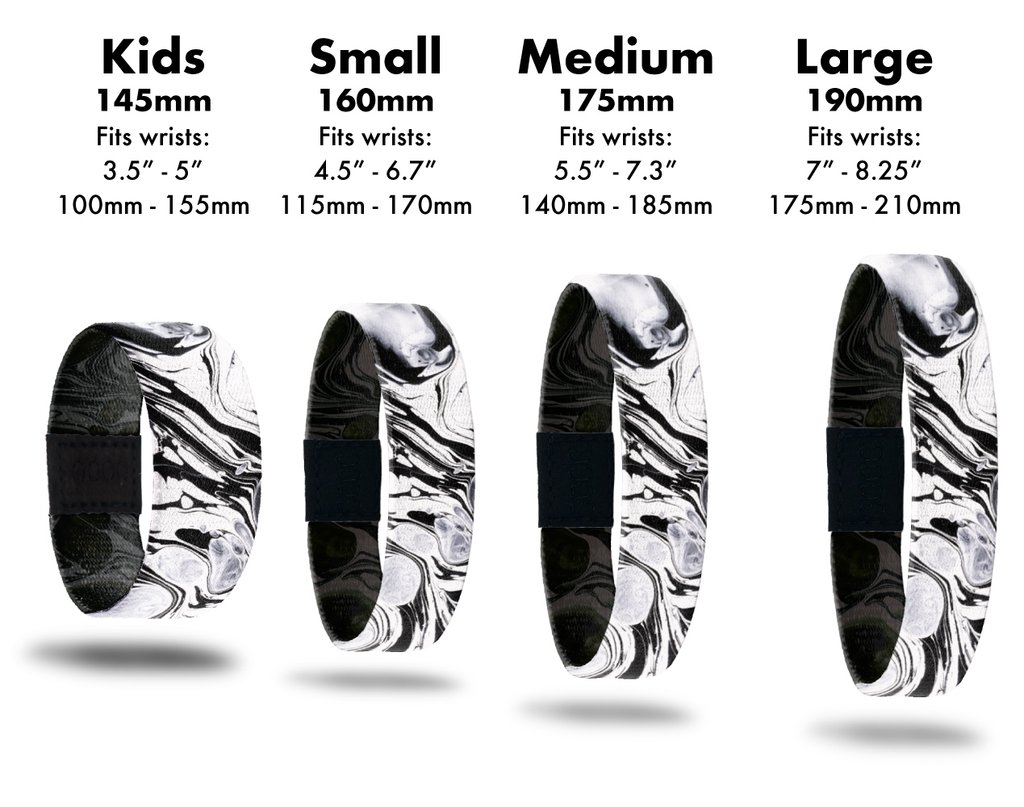 Kids
145mm
Fits wrists:
3.5” - 5”
100mm - 155mm
Small
160mm
Fits wrists:
4.5” - 6.7”
115mm - 170mm
Medium
175mm
Fits wrists:
5.5” - 7.3”
140mm - 185mm
Large
190mm
Fits wrists:
7” - 8.25”
175mm - 210mm